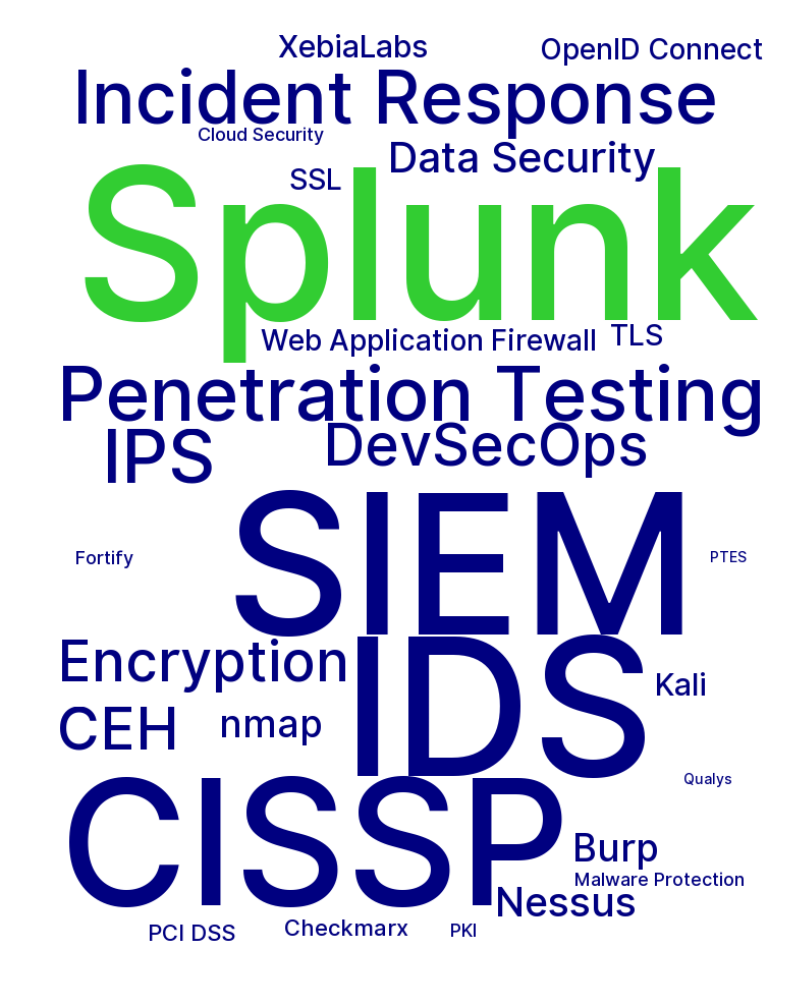 XebiaLabs
OpenID Connect
Incident Response
Cloud Security
Data Security
SSL
Splunk
Web Application Firewall
TLS
Penetration Testing
IPS
DevSecOps
SIEM
Fortify
PTES
IDS
Encryption
Kali
CEH
nmap
Qualys
CISSP
Burp
Malware Protection
Nessus
PCI DSS
Checkmarx
PKI